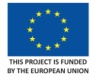 THIS PROJECT IS FUNDED
BY THE EUROPEAN UNION